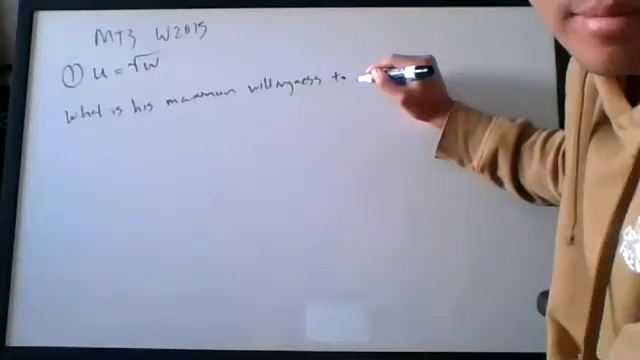 MT3 W2015
① u = √w
What is his maximum willingness to